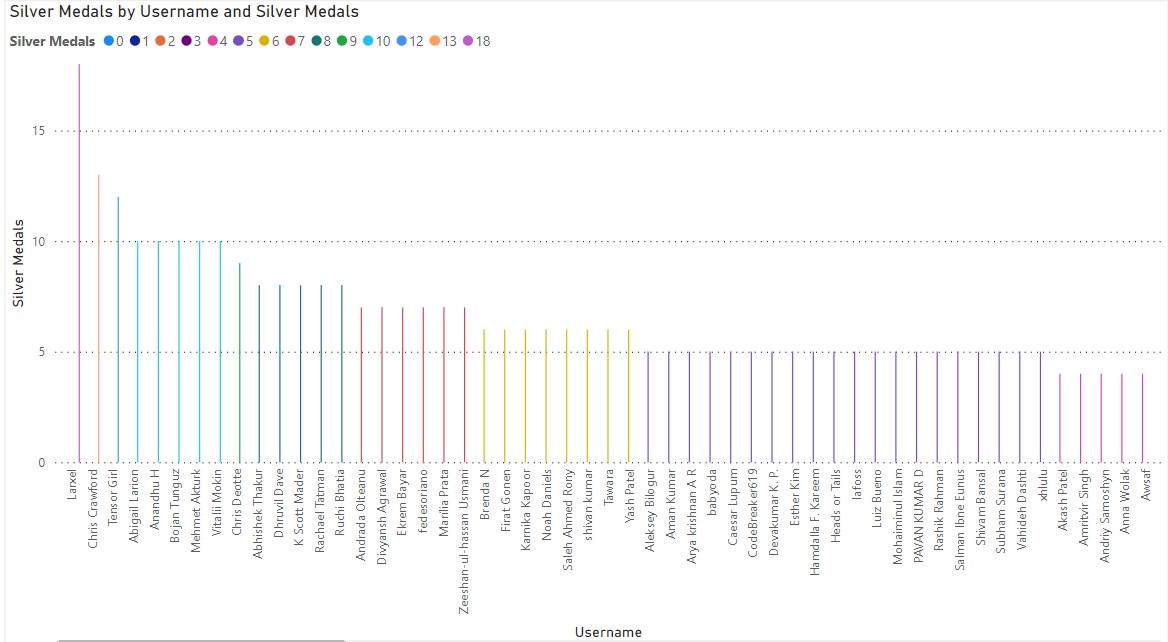 Silver Medals by Username and Silver Medals
Silver Medals 0 1 2 3 4 5 6 7 8 9 10 12 13 18
15
10
5
0
Silver Medals
Larxel
Chris Crawford
Tensor Girl
Abigail Larion
Anandhu H
Bojan Tunguz
Mehmet Akturk
Vitalii Mokin
Chris Deotte
Abhishek Thakur
Dhruvil Dave
K Scott Mader
Rachael Tatman
Ruchi Bhatia
Andrada Olteanu
Divyansh Agrawal
Ekrem Bayar
fedesoriano
Marília Prata
Zeeshan-ul-hassan Usmani
Brenda N
Firat Gonen
Karnika Kapoor
Noah Daniels
Saleh Ahmed Rony
shivan kumar
Tawara
Yash Patel
Aleksey Bilogur
Aman Kumar
Arya krishnan A R
babyoda
Caesar Lupum
CodeBreaker619
Devakumar K. P.
Esther Kim
Hamdalla F. Kareem
Heads or Tails
Iafoss
Luiz Bueno
Mohaiminul Islam
PAVAN KUMAR D
Rashik Rahman
Salman Ibne Eunus
Shivam Bansal
Subham Surana
Vahideh Dashti
xhlulu
Akash Patel
Amritvir Singh
Andriy Samoshyn
Anna Wolak
Awsaf
Username